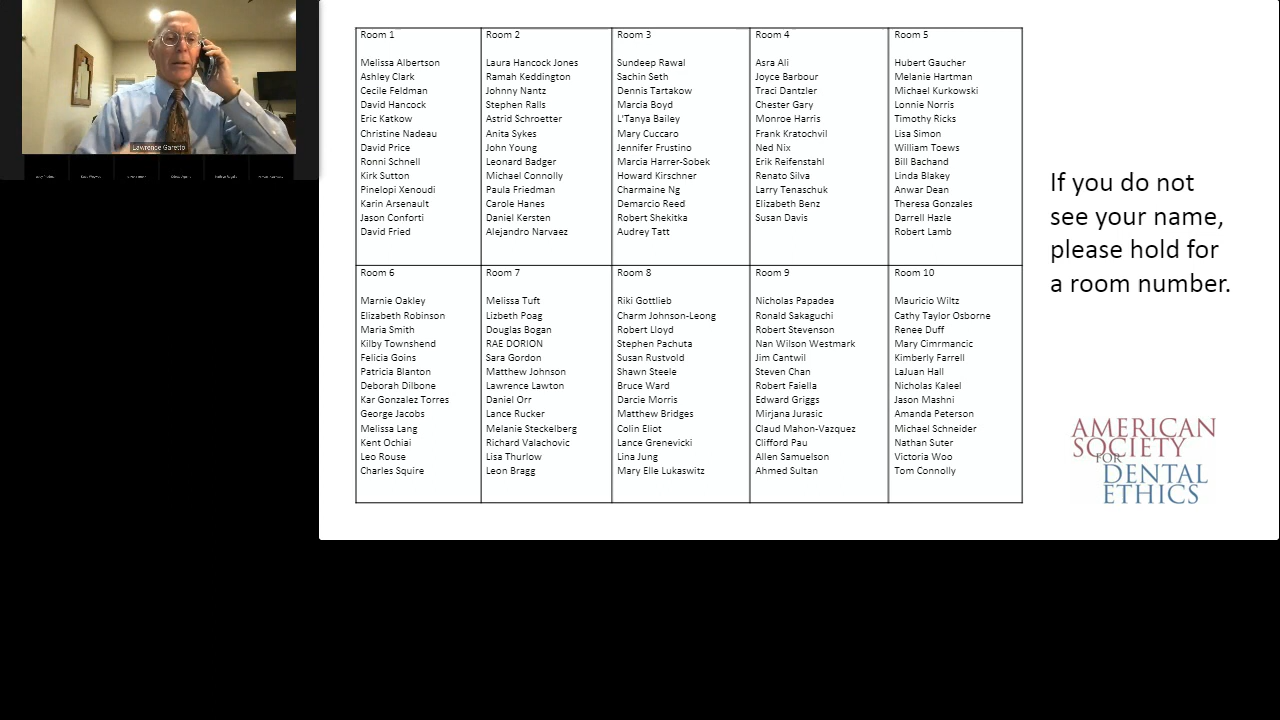 Lawrence Garetto
Room 1
Melissa Albertson
Ashley Clark
Cecile Feldman
David Hancock
Eric Katkow
Christine Nadeau
David Price
Ronni Schnell
Kirk Sutton
Pinelopi Xenoudi
Karin Arsenault
Jason Conforti
David Fried
Room 2
Laura Hancock Jones
Ramah Keddington
Johnny Nantz
Stephen Ralls
Astrid Schroetter
Anita Sykes
John Young
Leonard Badger
Michael Connolly
Paula Friedman
Carole Hanes
Daniel Kersten
Alejandro Narvaez
Room 3
Sundeep Rawal
Sachin Seth
Dennis Tartakow
Marcia Boyd
L'Tanya Bailey
Mary Cuccaro
Jennifer Frustino
Marcia Harrer-Sobek
Howard Kirschner
Charmaine Ng
Demarcio Reed
Robert Shekitka
Audrey Tatt
Room 4
Asra Ali
Joyce Barbour
Traci Dantzler
Chester Gary
Monroe Harris
Frank Kratochvil
Ned Nix
Erik Reifenstahl
Renato Silva
Larry Tenaschuk
Elizabeth Benz
Susan Davis
Room 5
Hubert Gaucher
Melanie Hartman
Michael Kurkowski
Lonnie Norris
Timothy Ricks
Lisa Simon
William Toews
Bill Bachand
Linda Blakey
Anwar Dean
Theresa Gonzales
Darrell Hazle
Robert Lamb
Room 6
Marnie Oakley
Elizabeth Robinson
Maria Smith
Kilby Townshend
Felicia Goins
Patricia Blanton
Deborah Dilbone
Kar Gonzalez Torres
George Jacobs
Melissa Lang
Kent Ochiai
Leo Rouse
Charles Squire
Room 7
Melissa Tuft
Lizbeth Poag
Douglas Bogan
RAE DORION
Sara Gordon
Matthew Johnson
Lawrence Lawton
Daniel Orr
Lance Rucker
Melanie Steckelberg
Richard Valachovic
Lisa Thurlow
Leon Bragg
Room 8
Riki Gottlieb
Charm Johnson-Leong
Robert Lloyd
Stephen Pachuta
Susan Rustvold
Shawn Steele
Bruce Ward
Darcie Morris
Matthew Bridges
Colin Eliot
Lance Grenevicki
Lina Jung
Mary Elle Lukaswitz
Room 9
Nicholas Papadea
Ronald Sakaguchi
Robert Stevenson
Nan Wilson Westmark
Jim Cantwil
Steven Chan
Robert Faiella
Edward Griggs
Mirjana Jurasic
Claud Mahon-Vazquez
Clifford Pau
Allen Samuelson
Ahmed Sultan
Room 10
Mauricio Wiltz
Cathy Taylor Osborne
Renee Duff
Mary Cimrmancic
Kimberly Farrell
LaJuan Hall
Nicholas Kaleel
Jason Mashni
Amanda Peterson
Michael Schneider
Nathan Suter
Victoria Woo
Tom Connolly
If you do not
see your name,
please hold for
a room number.
AMERICAN
SOCIETY
FOR
DENTAL
ETHICS